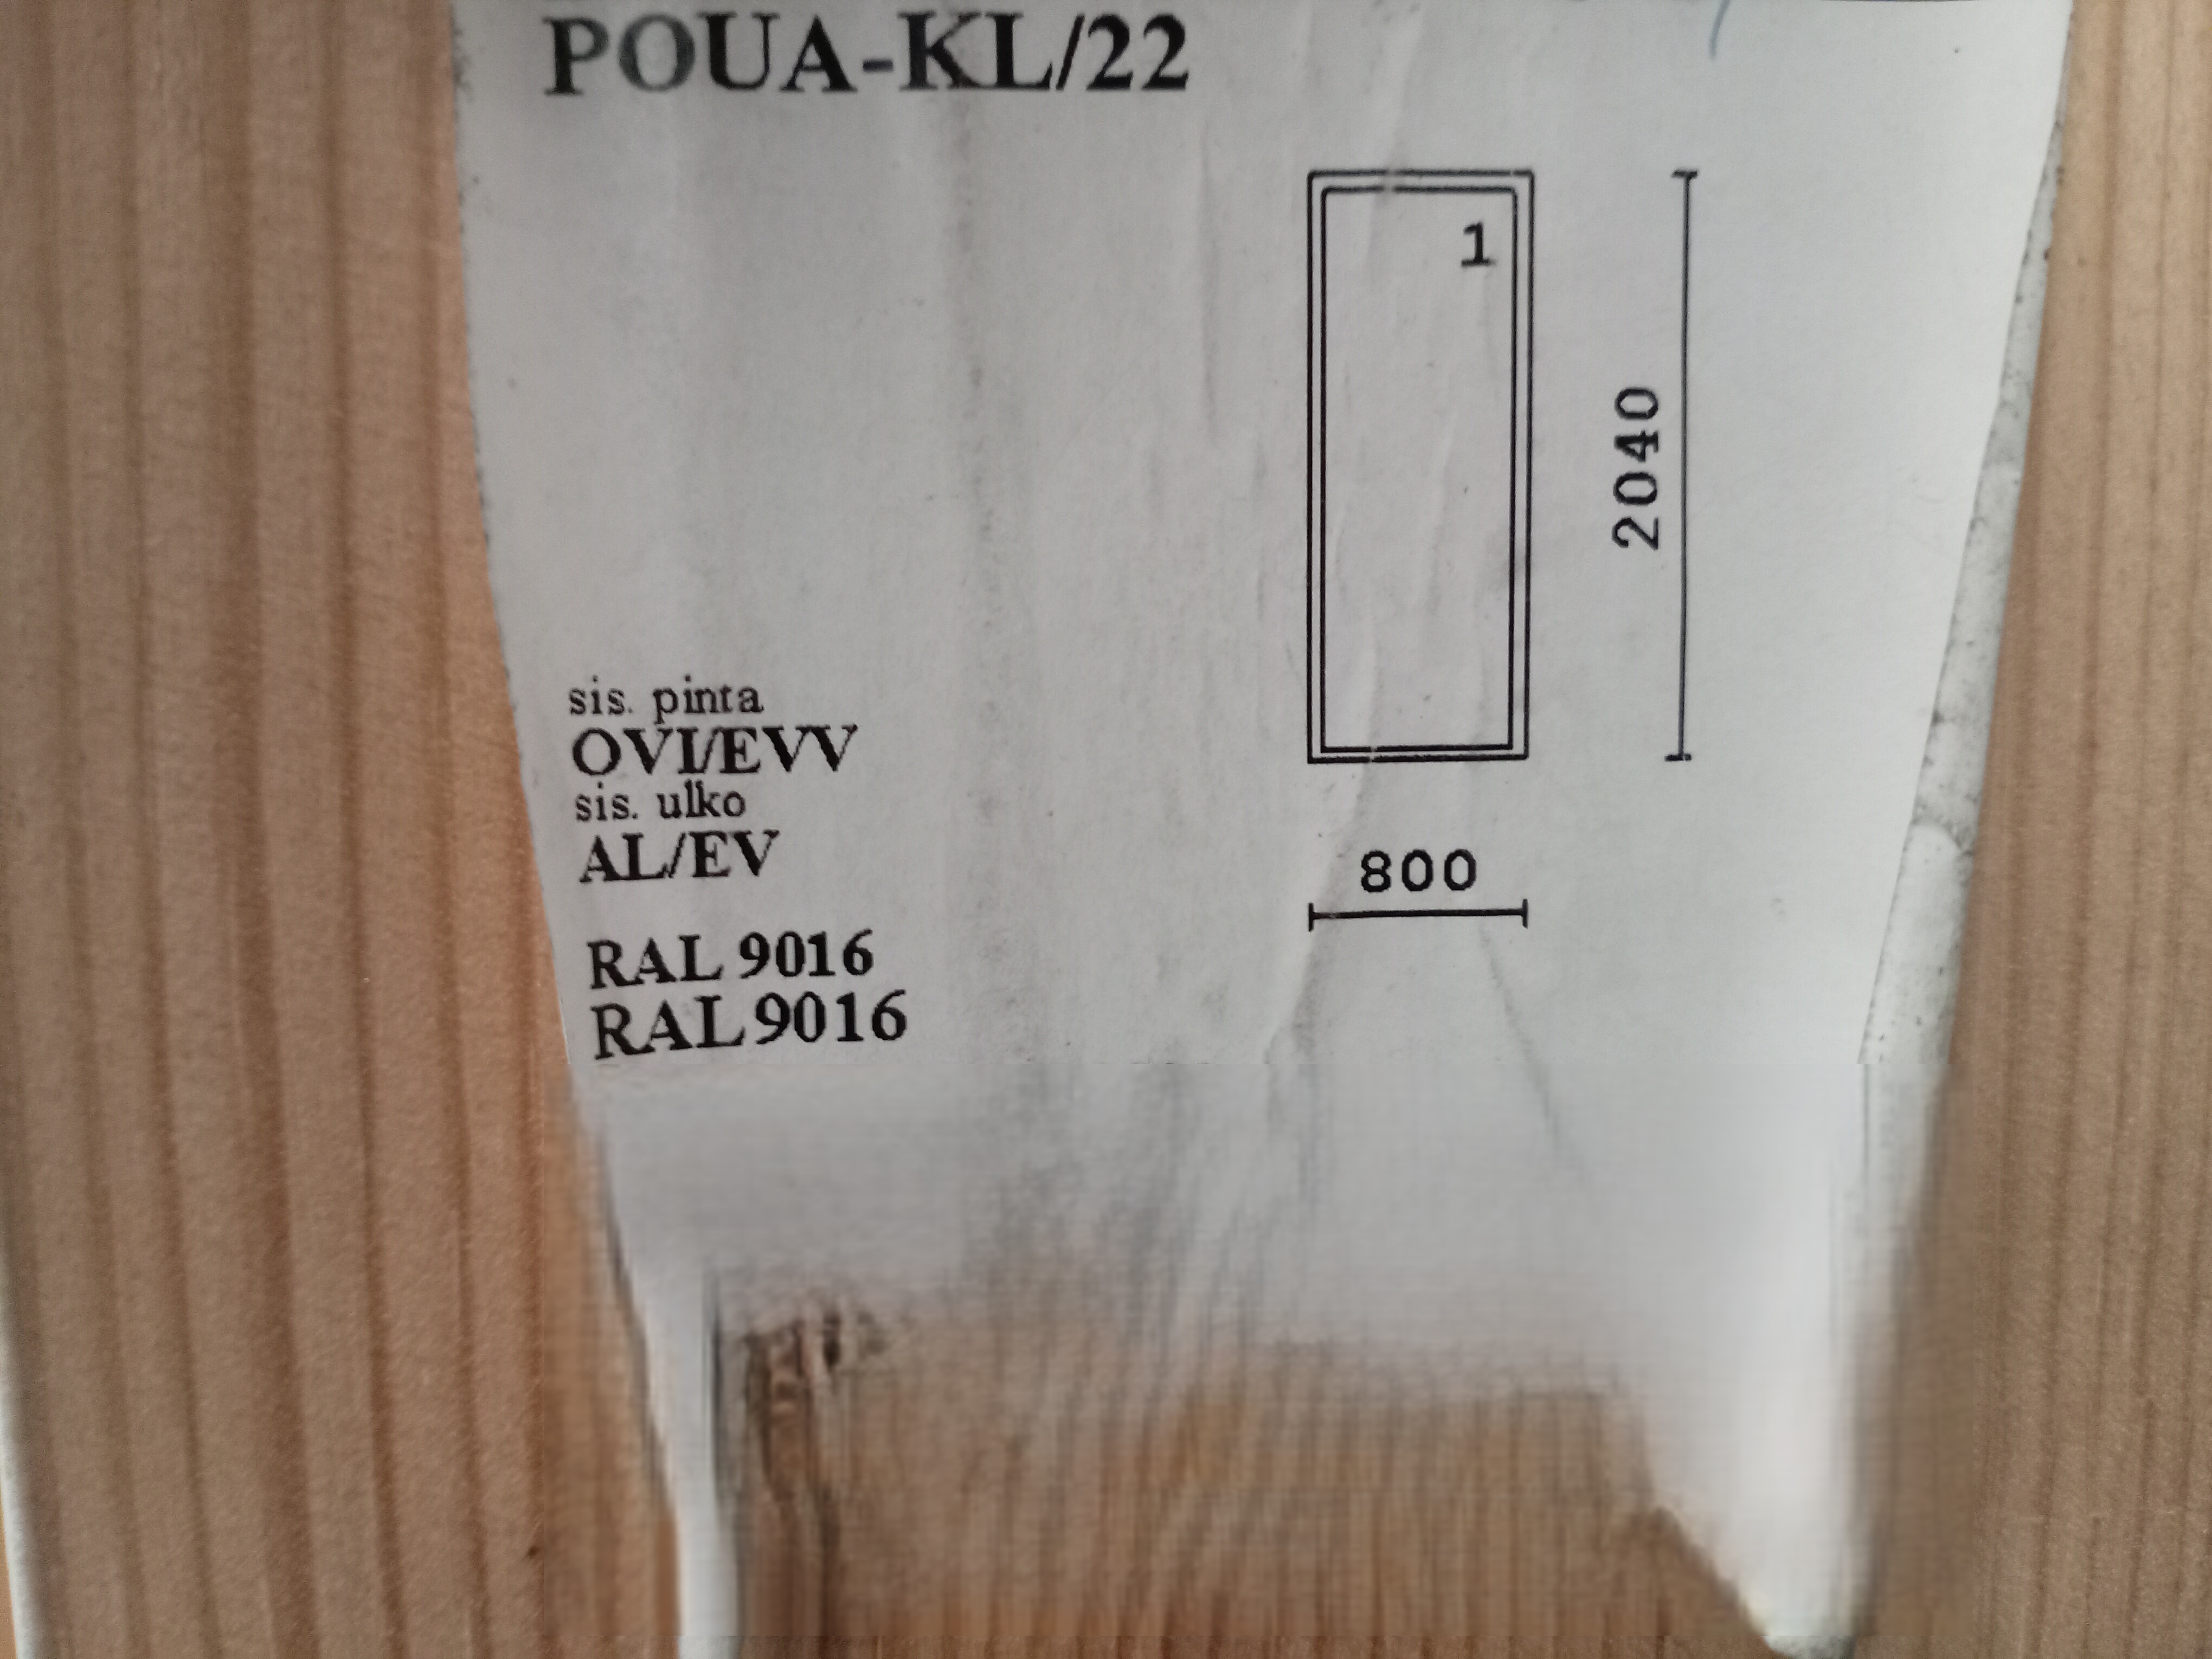 POUA-KL/22
1
2040
sis. pinta
OVI/EVV
sis. ulko
AL/EV
800
RAL 9016
RAL 9016